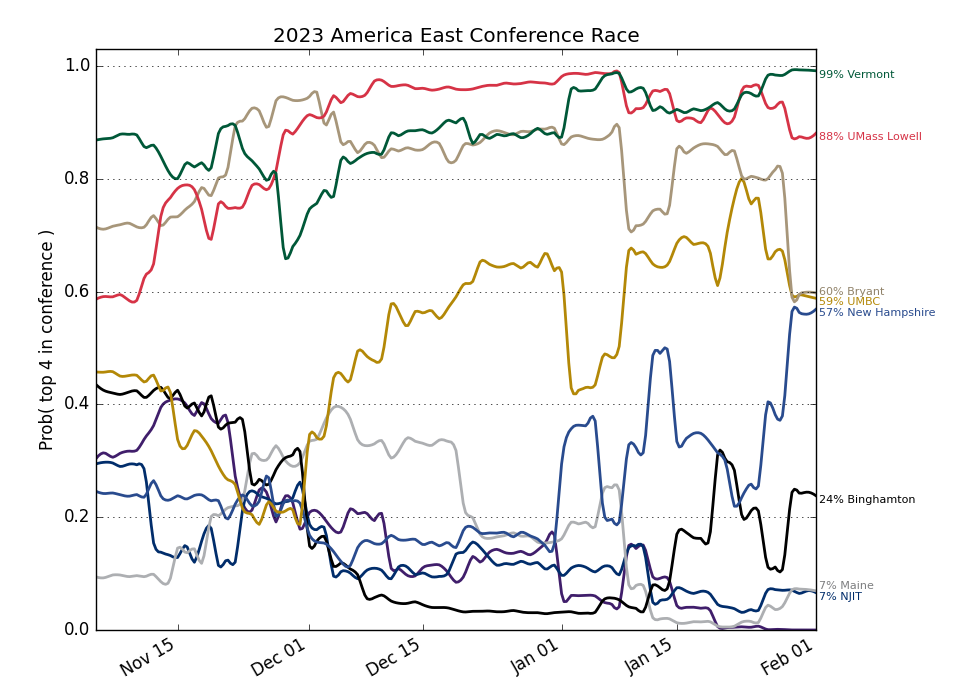 2023 America East Conference Race
Prob( top 4 in conference )
1.0
0.8
0.6
0.4
0.2
0.0
Nov 15
Dec 01
Dec 15
Jan 01
Jan 15
Feb 01
99% Vermont
88% UMass Lowell
60% Bryant
59% UMBC
57% New Hampshire
24% Binghamton
7% Maine
7% NJIT